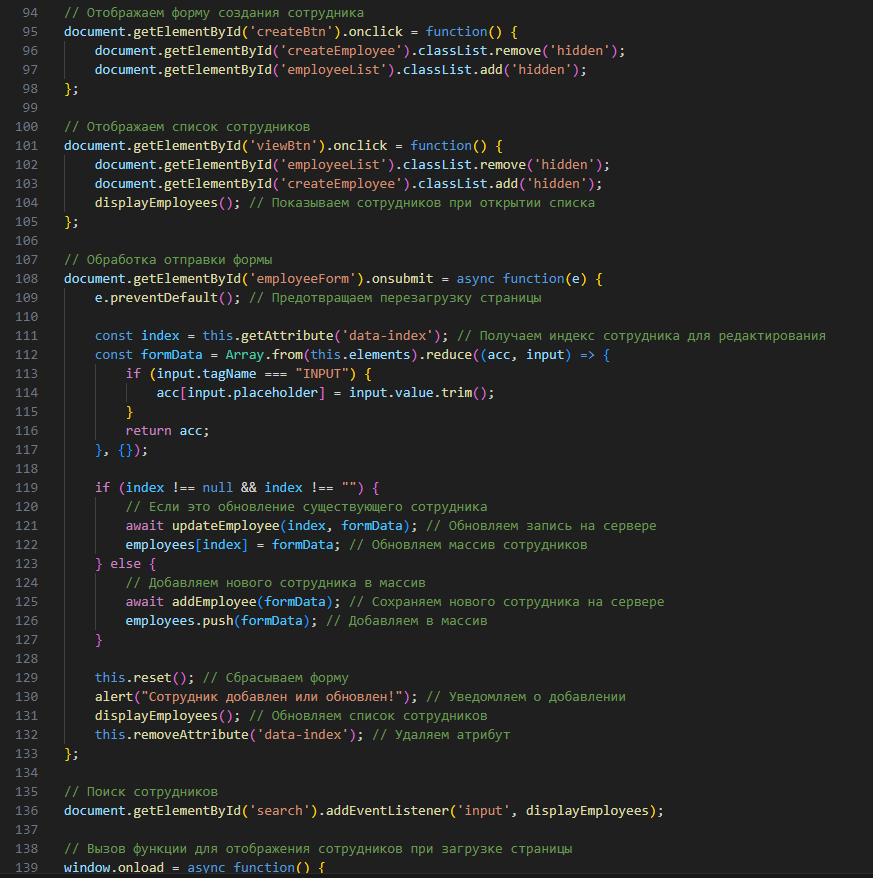 94 // Отображаем форму создания сотрудника
95 document.getElementById('createBtn').onclick = function() {
96     document.getElementById('createEmployee').classList.remove('hidden');
97     document.getElementById('employeeList').classList.add('hidden');
98 };
99
100 // Отображаем список сотрудников
101 document.getElementById('viewBtn').onclick = function() {
102     document.getElementById('employeeList').classList.remove('hidden');
103     document.getElementById('createEmployee').classList.add('hidden');
104     displayEmployees(); // Показываем сотрудников при открытии списка
105 };
106
107 // Обработка отправки формы
108 document.getElementById('employeeForm').onsubmit = async function(e) {
109     e.preventDefault(); // Предотвращаем перезагрузку страницы
110
111     const index = this.getAttribute('data-index'); // Получаем индекс сотрудника для редактирования
112     const formData = Array.from(this.elements).reduce((acc, input) => {
113         if (input.tagName === "INPUT") {
114             acc[input.placeholder] = input.value.trim();
115         }
116         return acc;
117     }, {});
118
119     if (index !== null && index !== "") {
120         // Если это обновление существующего сотрудника
121         await updateEmployee(index, formData); // Обновляем запись на сервере
122         employees[index] = formData; // Обновляем массив сотрудников
123     } else {
124         // Добавляем нового сотрудника в массив
125         await addEmployee(formData); // Сохраняем нового сотрудника на сервере
126         employees.push(formData); // Добавляем в массив
127     }
128
129     this.reset(); // Сбрасываем форму
130     alert("Сотрудник добавлен или обновлен!"); // Уведомляем о добавлении
131     displayEmployees(); // Обновляем список сотрудников
132     this.removeAttribute('data-index'); // Удаляем атрибут
133 };
134
135 // Поиск сотрудников
136 document.getElementById('search').addEventListener('input', displayEmployees);
137
138 // Вызов функции для отображения сотрудников при загрузке страницы
139 window.onload = async function() {